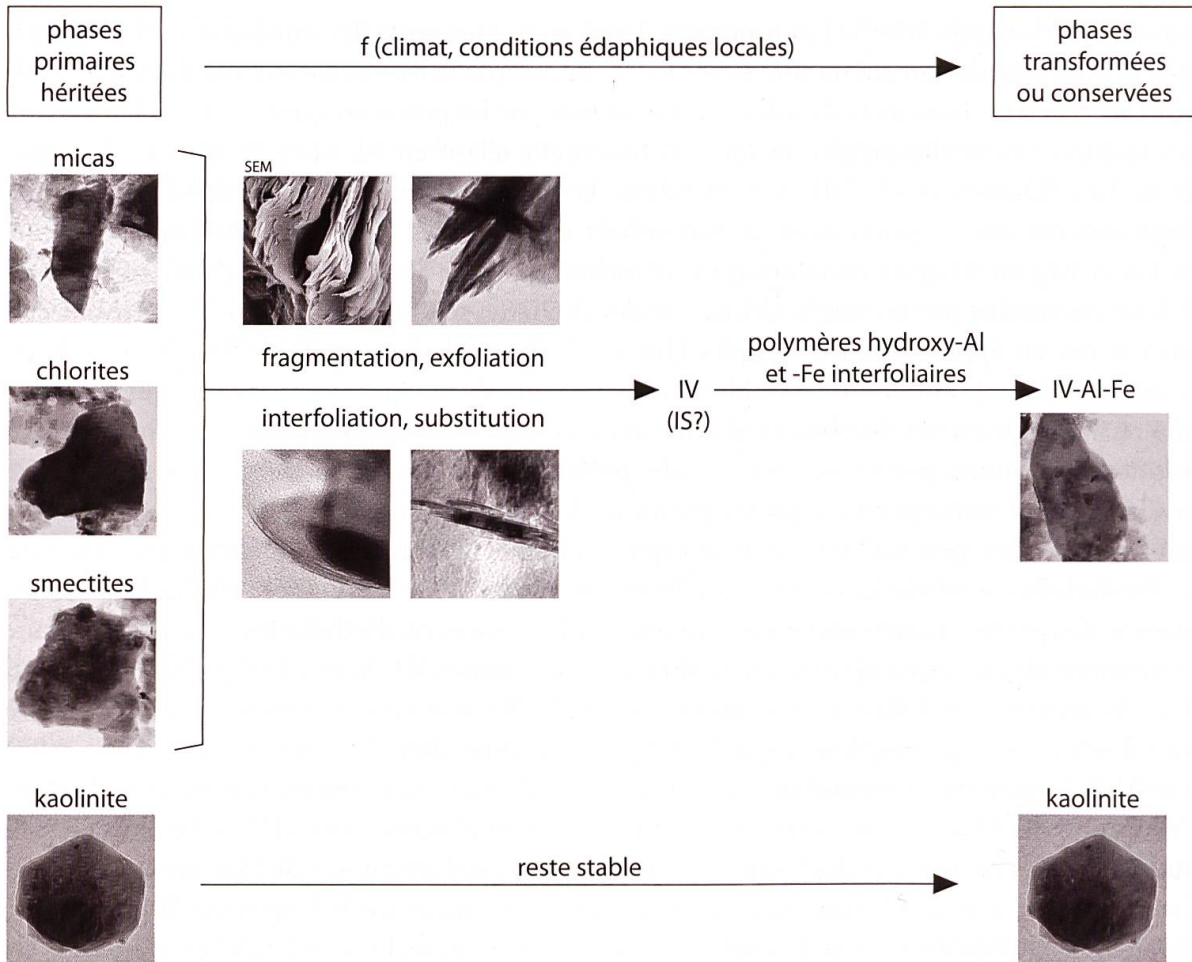 phases
primaires
héritées
f (climat, conditions édaphiques locales)
phases
transformées
ou conservées
micas
SEM
chlorites
fragmentation, exfoliation
interfoliation, substitution
IV
(IS?)
polymères hydroxy-Al
et -Fe interfoliaires
IV-Al-Fe
smectites
kaolinite
reste stable
kaolinite